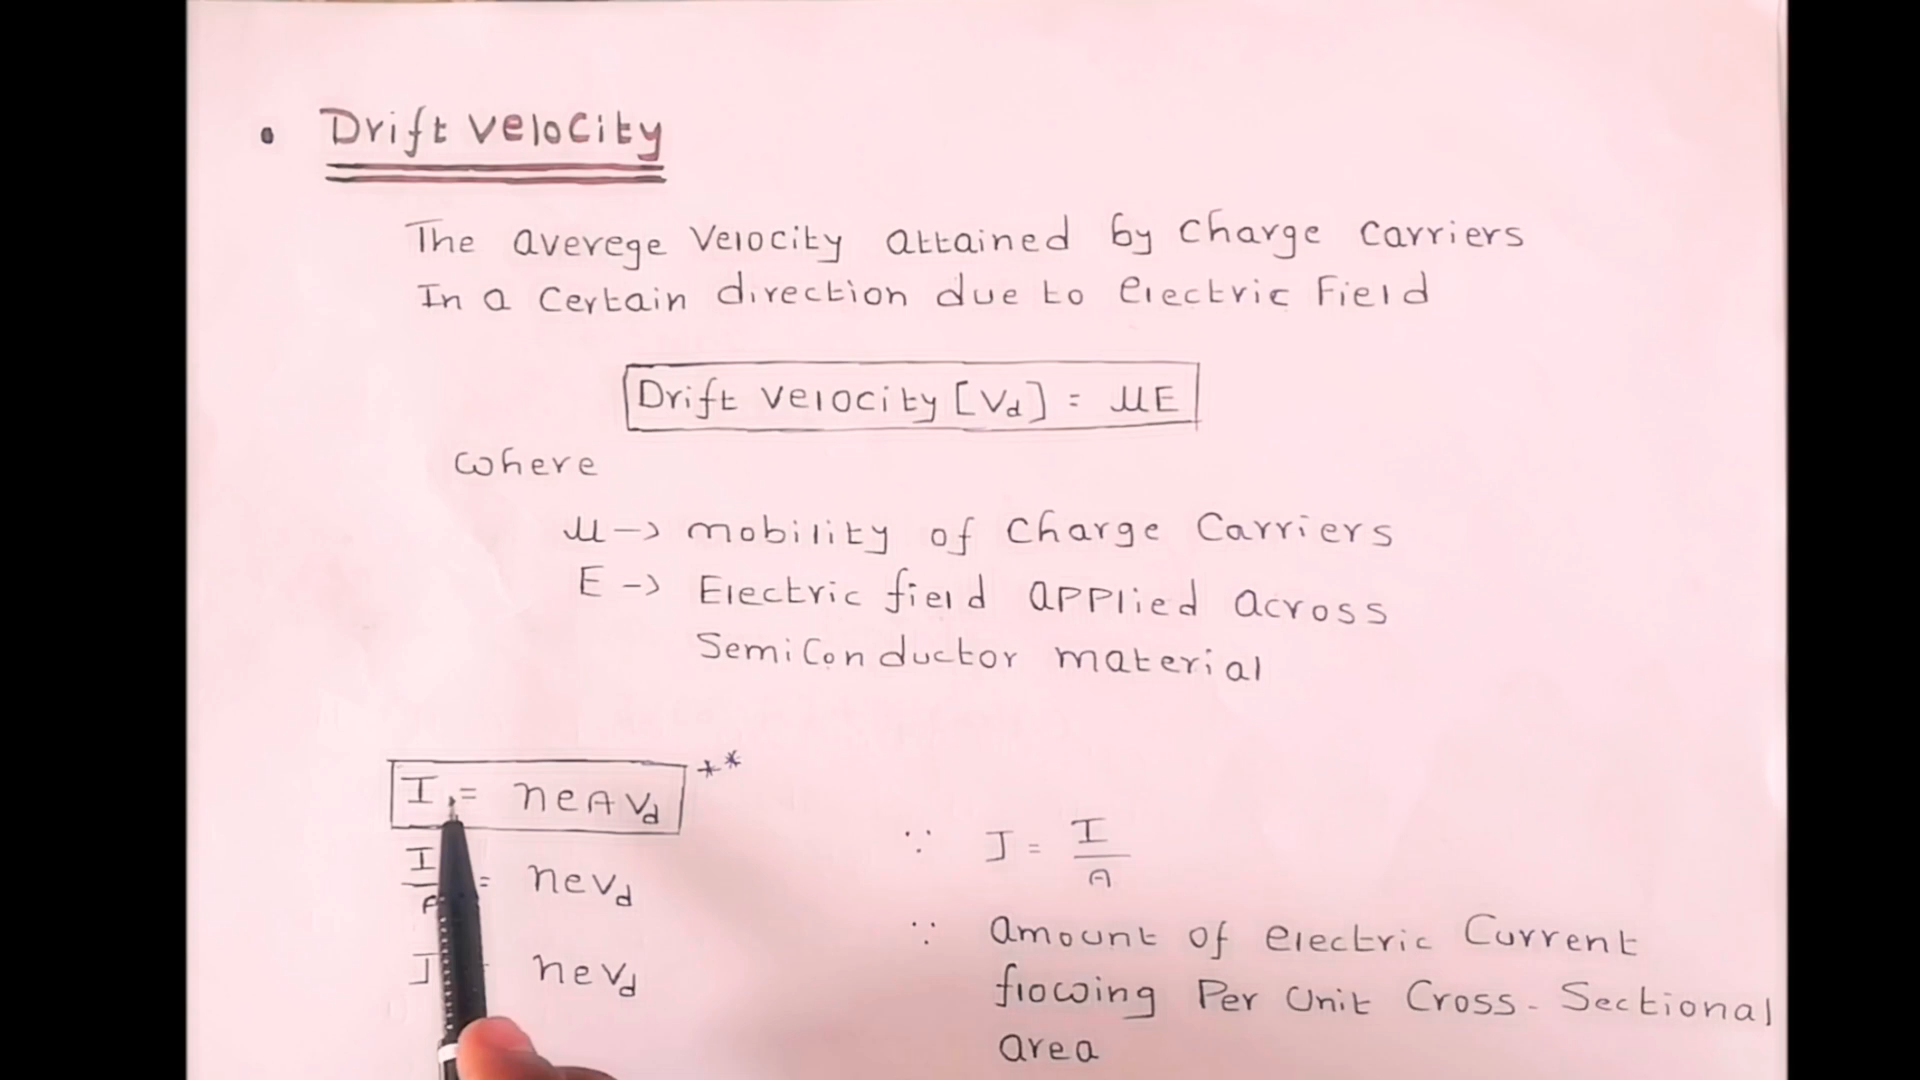 • Drift velocity
The averege velocity attained by charge carriers
In a certain direction due to electric field
Drift velocity [Vd] = μE
where
μ -> mobility of charge carriers
E -> Electric field applied across
Semiconductor material
I = neAVd **
I/A = neVd
J = neVd
∵ J = I/A
∵ amount of electric current
flowing per unit cross-sectional
area